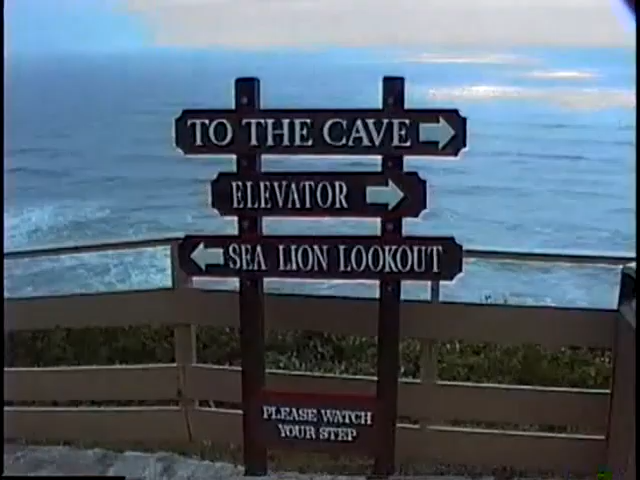 TO THE CAVE →
ELEVATOR →
← SEA LION LOOKOUT
PLEASE WATCH
YOUR STEP